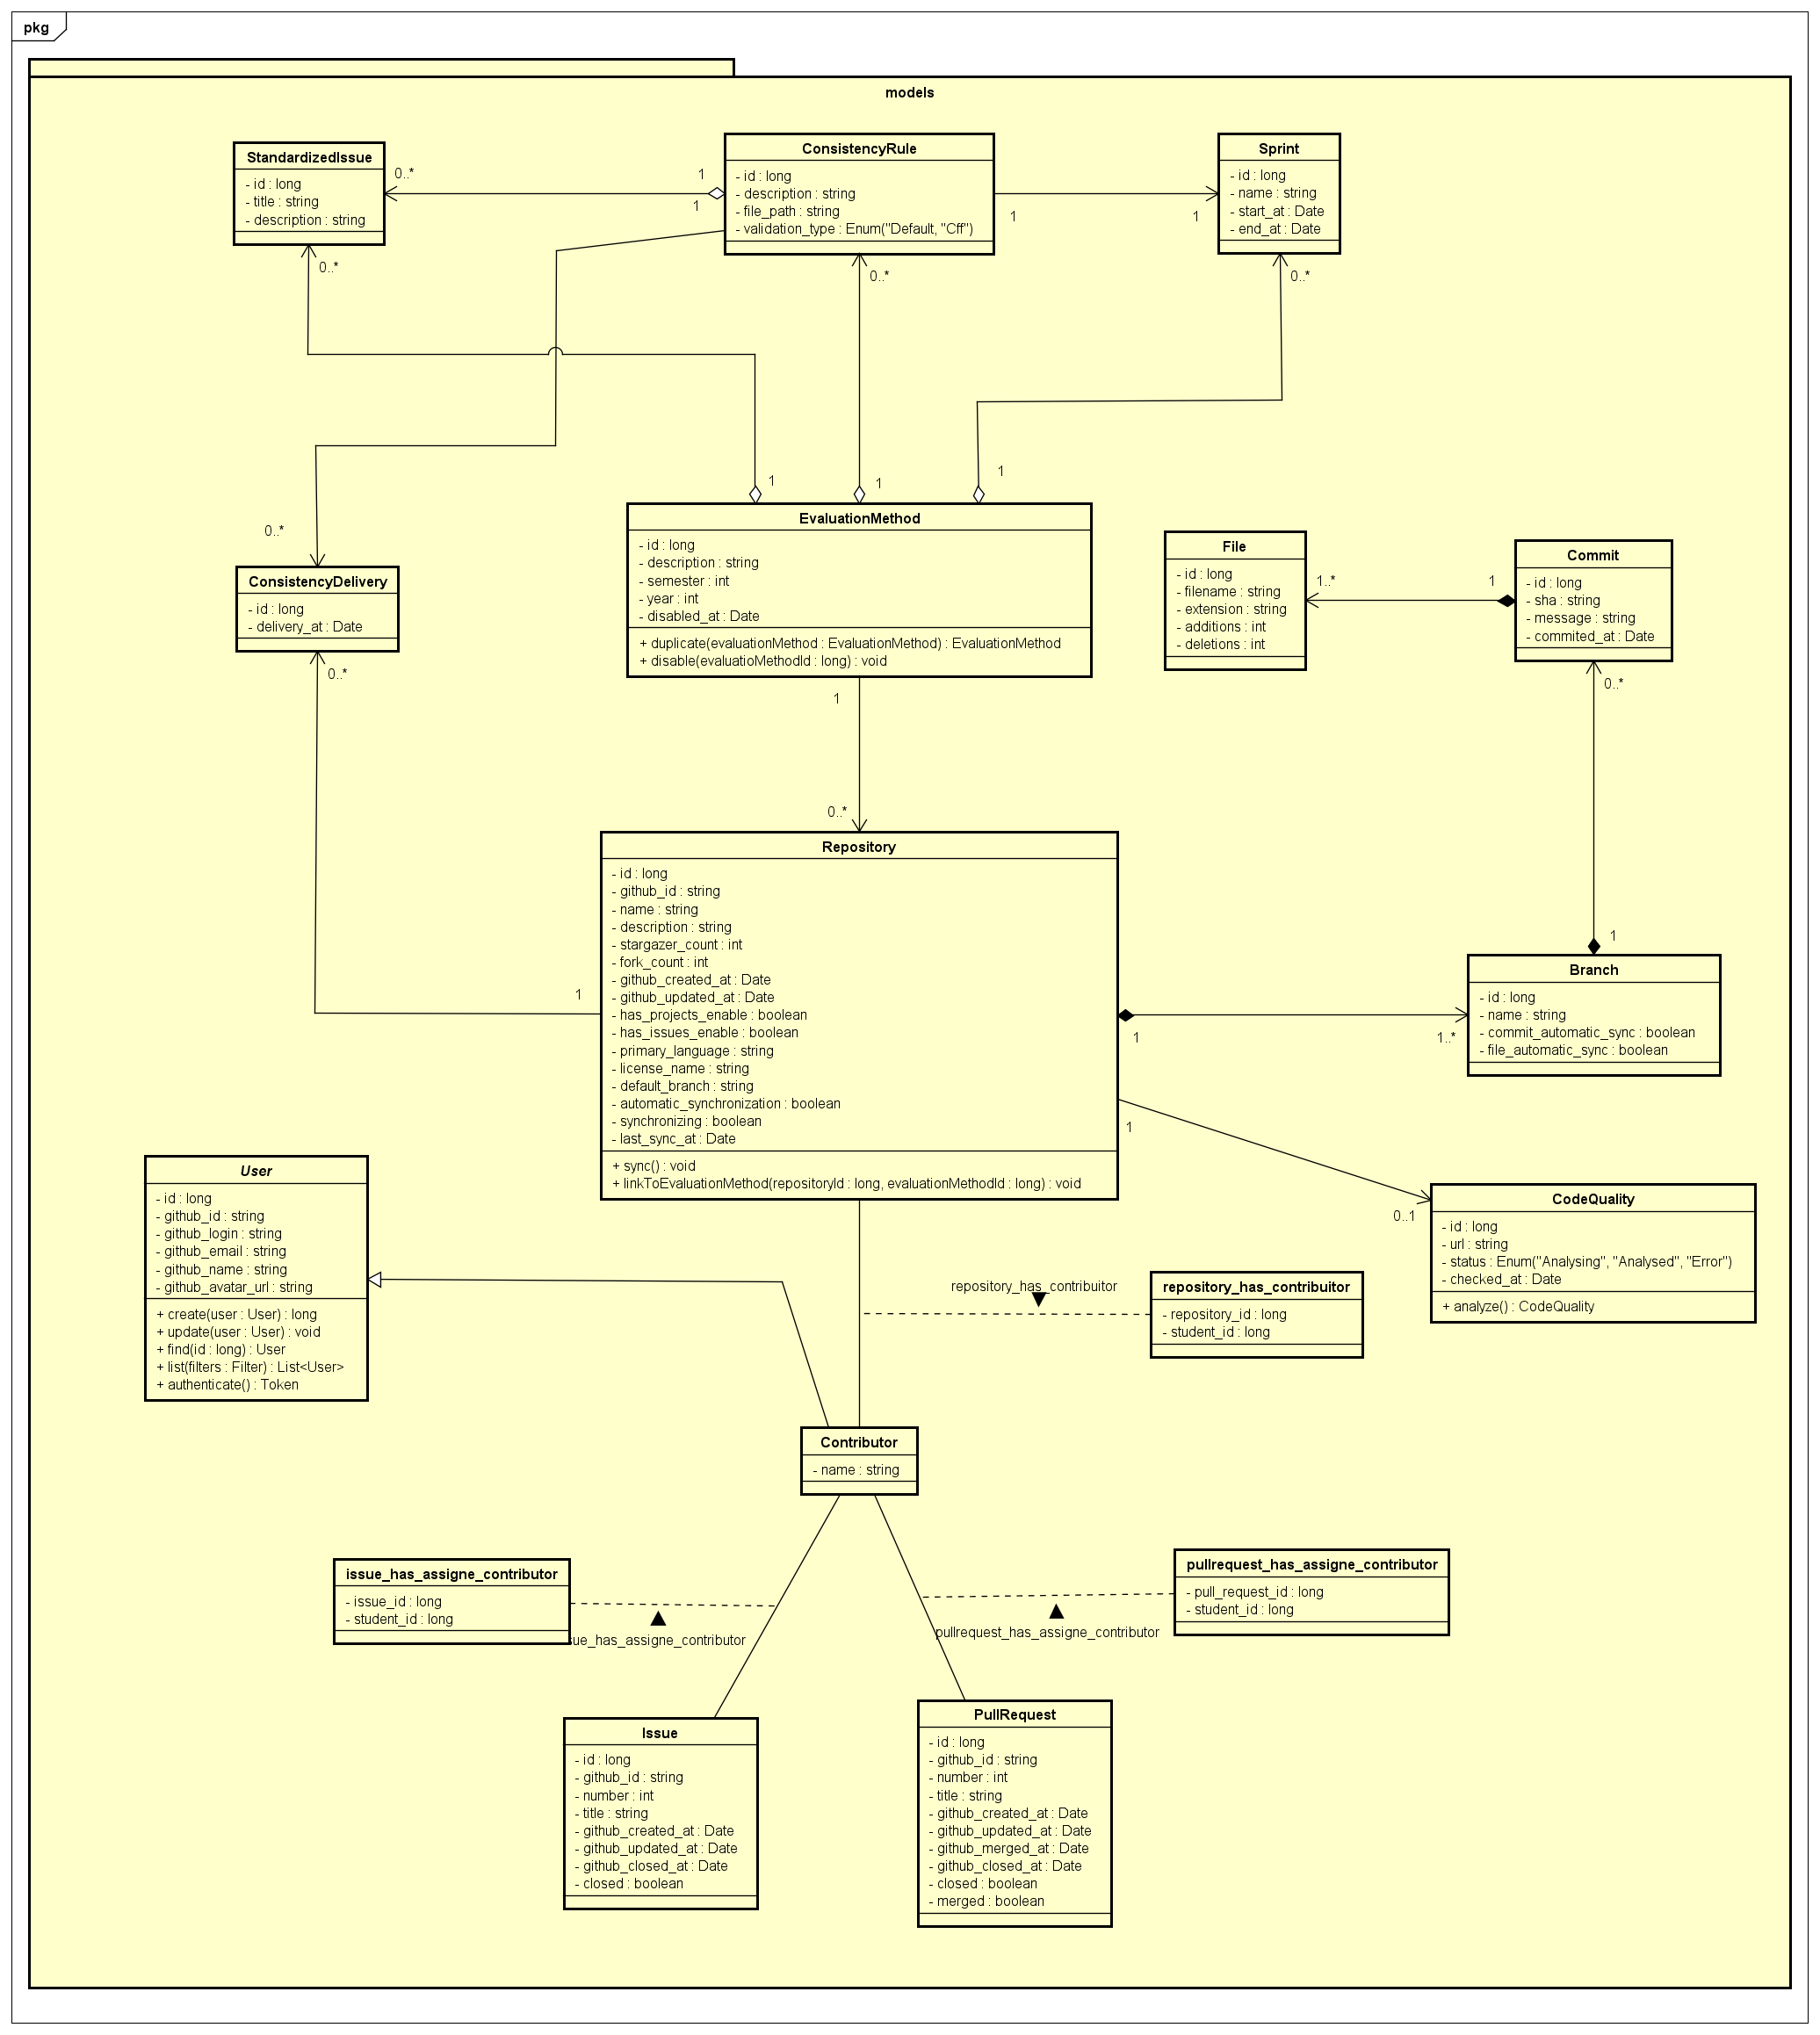 pkg
models
StandardizedIssue
- id : long
- title : string
- description : string
0..*
1
1
0..*
ConsistencyRule
- id : long
- description : string
- file_path : string
- validation_type : Enum("Default, "Cff")
1
1
0..*
Sprint
- id : long
- name : string
- start_at : Date
- end_at : Date
0..*
1
1
1
EvaluationMethod
- id : long
- description : string
- semester : int
- year : int
- disabled_at : Date
+ duplicate(evaluationMethod : EvaluationMethod) : EvaluationMethod
+ disable(evaluatioMethodId : long) : void
0..*
ConsistencyDelivery
- id : long
- delivery_at : Date
0..*
File
- id : long
- filename : string
- extension : string
- additions : int
- deletions : int
1..*
1
Commit
- id : long
- sha : string
- message : string
- commited_at : Date
0..*
1
0..*
Repository
- id : long
- github_id : string
- name : string
- description : string
- stargazer_count : int
- fork_count : int
- github_created_at : Date
- github_updated_at : Date
- has_projects_enable : boolean
- has_issues_enable : boolean
- primary_language : string
- license_name : string
- default_branch : string
- automatic_synchronization : boolean
- synchronizing : boolean
- last_sync_at : Date
+ sync() : void
+ linkToEvaluationMethod(repositoryId : long, evaluationMethodId : long) : void
1
1
1..*
1
Branch
- id : long
- name : string
- commit_automatic_sync : boolean
- file_automatic_sync : boolean
1
0..1
CodeQuality
- id : long
- url : string
- status : Enum("Analysing", "Analysed", "Error")
- checked_at : Date
+ analyze() : CodeQuality
User
- id : long
- github_id : string
- github_login : string
- github_email : string
- github_name : string
- github_avatar_url : string
+ create(user : User) : long
+ update(user : User) : void
+ find(id : long) : User
+ list(filters : Filter) : List<User>
+ authenticate() : Token
repository_has_contribuitor
repository_has_contribuitor
- repository_id : long
- student_id : long
Contributor
- name : string
issue_has_assigne_contributor
- issue_id : long
- student_id : long
sue_has_assigne_contributor
pullrequest_has_assigne_contributor
- pull_request_id : long
- student_id : long
pullrequest_has_assigne_contributor
Issue
- id : long
- github_id : string
- number : int
- title : string
- github_created_at : Date
- github_updated_at : Date
- github_closed_at : Date
- closed : boolean
PullRequest
- id : long
- github_id : string
- number : int
- title : string
- github_created_at : Date
- github_updated_at : Date
- github_merged_at : Date
- github_closed_at : Date
- closed : boolean
- merged : boolean